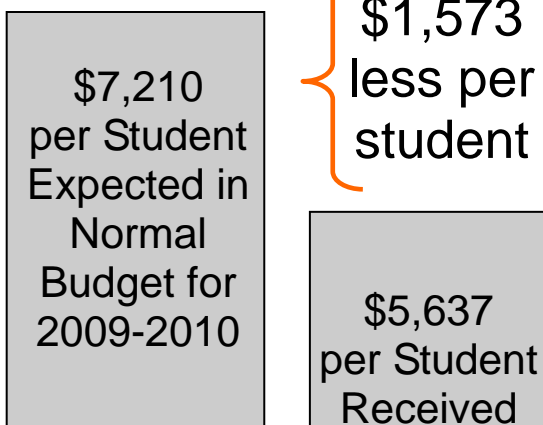 $7,210
per Student
Expected in
Normal
Budget for
2009-2010
$1,573
less per
student
$5,637
per Student
Received